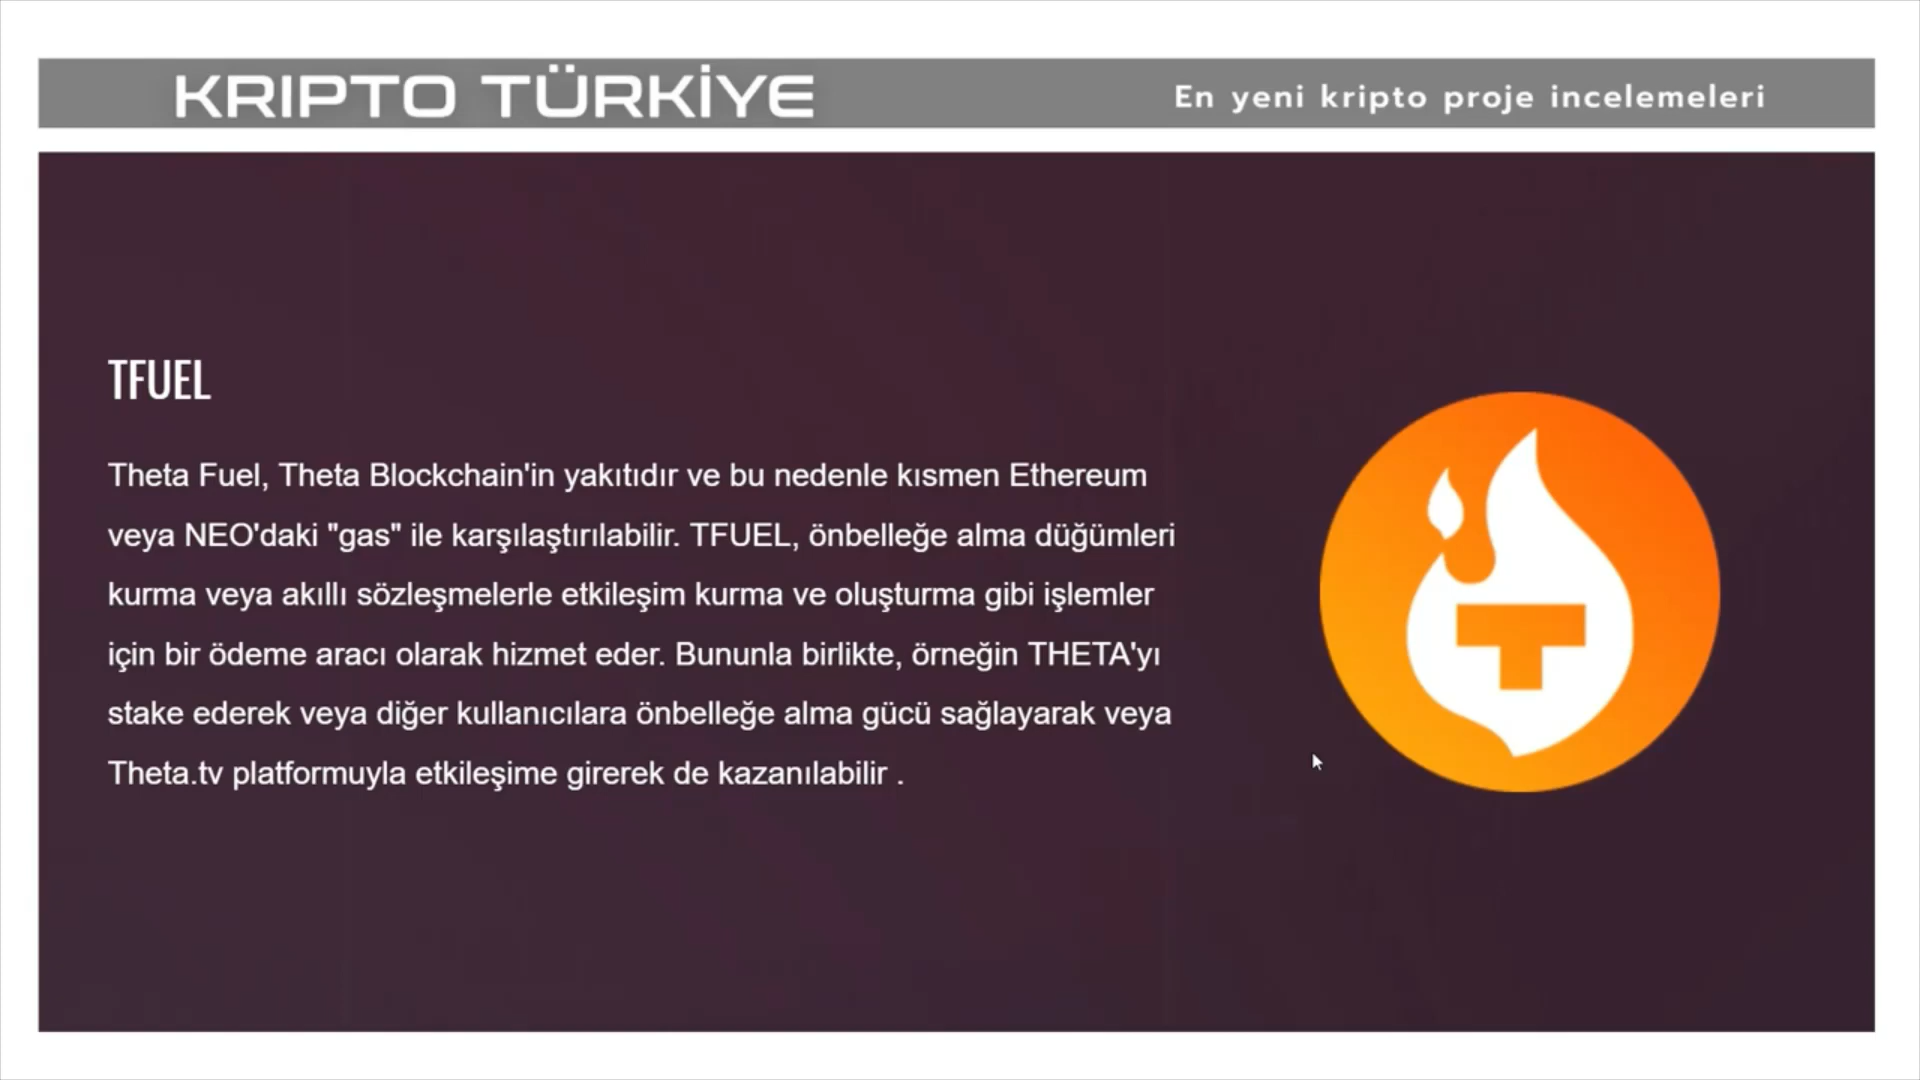 KRIPTO TÜRKİYE
En yeni kripto proje incelemeleri
TFUEL
Theta Fuel, Theta Blockchain'in yakıtıdır ve bu nedenle kısmen Ethereum
veya NEO'daki "gas" ile karşılaştırılabilir. TFUEL, önbelleğe alma düğümleri
kurma veya akıllı sözleşmelerle etkileşim kurma ve oluşturma gibi işlemler
için bir ödeme aracı olarak hizmet eder. Bununla birlikte, örneğin THETA'yı
stake ederek veya diğer kullanıcılara önbelleğe alma gücü sağlayarak veya
Theta.tv platformuyla etkileşime girerek de kazanılabilir .
T